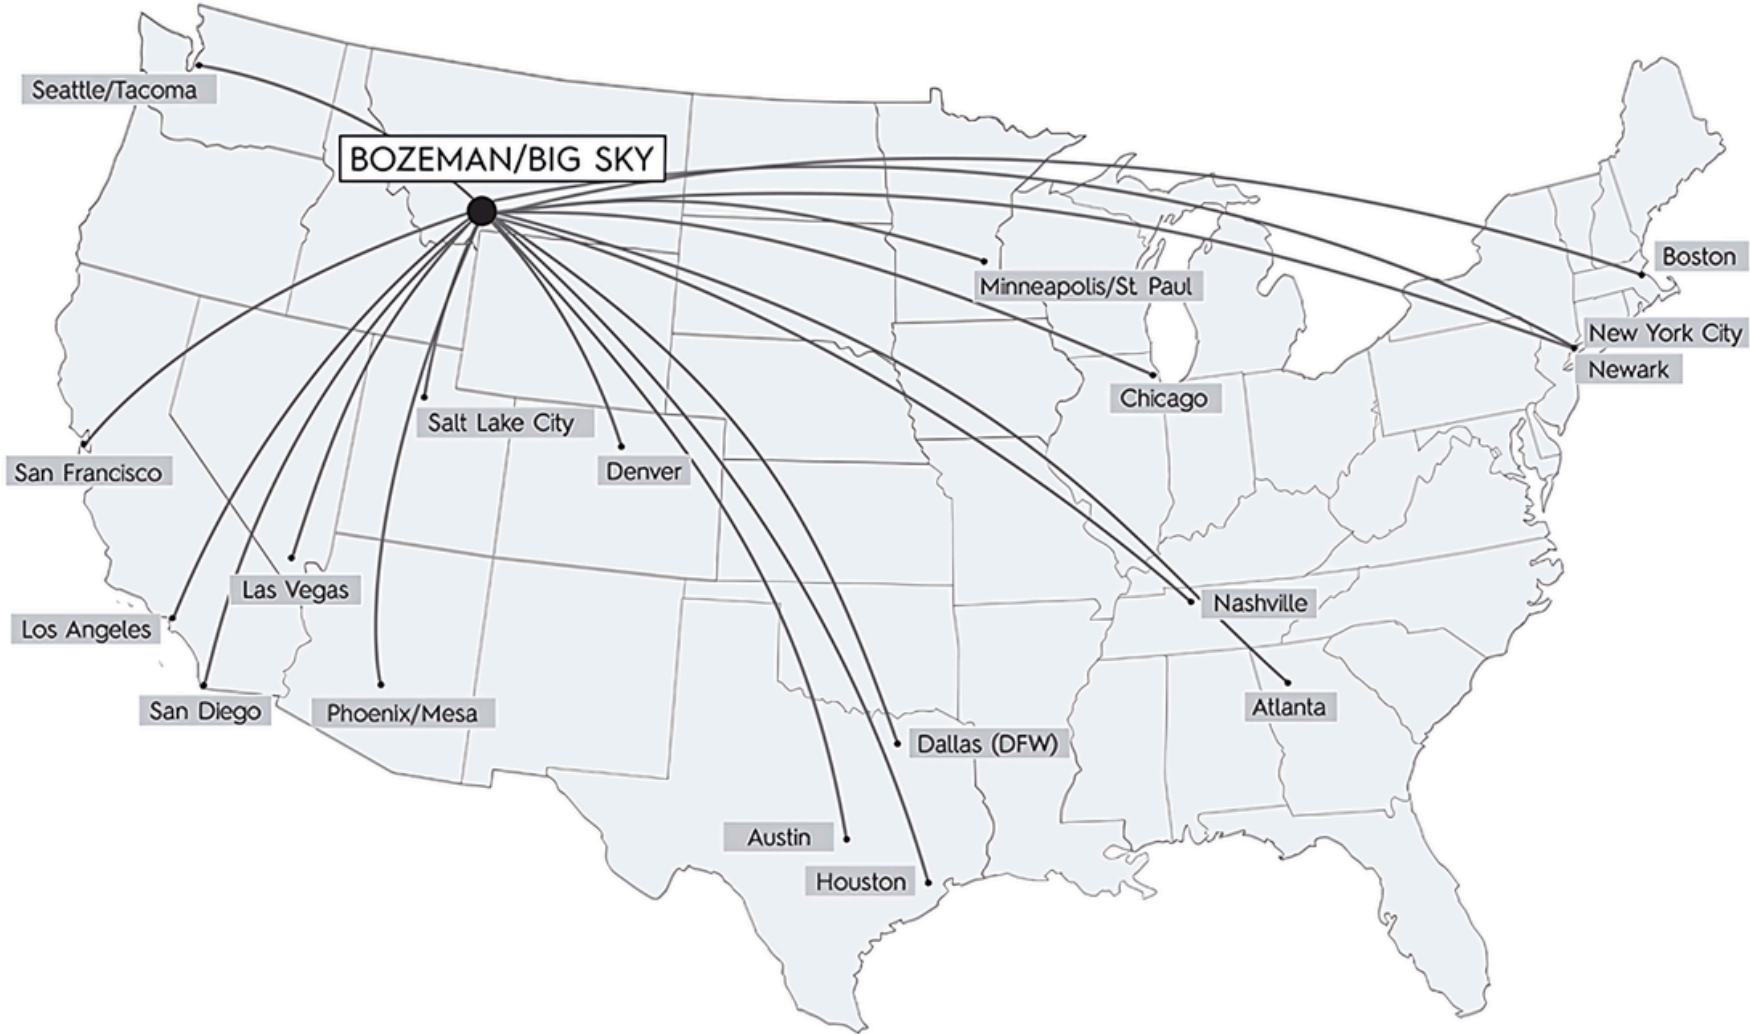 Seattle/Tacoma
BOZEMAN/BIG SKY
Boston
Minneapolis/St. Paul
New York City
Newark
Chicago
Salt Lake City
San Francisco
Denver
Las Vegas
Nashville
Los Angeles
San Diego
Phoenix/Mesa
Atlanta
Dallas (DFW)
Austin
Houston